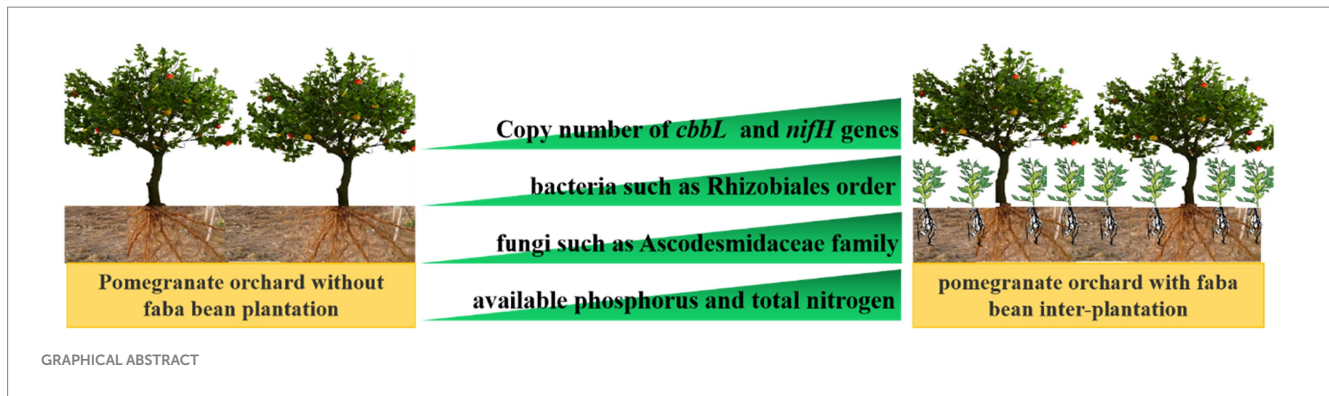 Copy number of cbbL and nifH genes
bacteria such as Rhizobiales order
fungi such as Ascodesmidaceae family
available phosphorus and total nitrogen
Pomegranate orchard without
faba bean plantation
pomegranate orchard with faba
bean inter-plantation
GRAPHICAL ABSTRACT